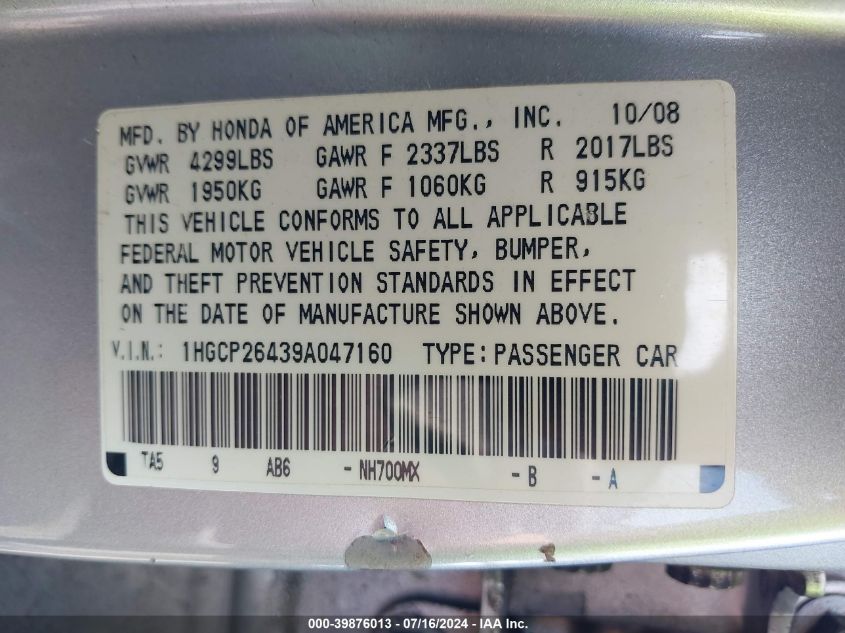 MFD. BY HONDA OF AMERICA MFG., INC. 10/08
GVWR 4299LBS GAWR F 2337LBS R 2017LBS
GVWR 1950KG GAWR F 1060KG R 915KG
THIS VEHICLE CONFORMS TO ALL APPLICABLE
FEDERAL MOTOR VEHICLE SAFETY, BUMPER,
AND THEFT PREVENTION STANDARDS IN EFFECT
ON THE DATE OF MANUFACTURE SHOWN ABOVE.
V.I.N.: 1HGCP26439A047160 TYPE: PASSENGER CAR
TA5 9 AB6 - NH700MX - B - A
000-39876013 - 07/16/2024 - IAA Inc.